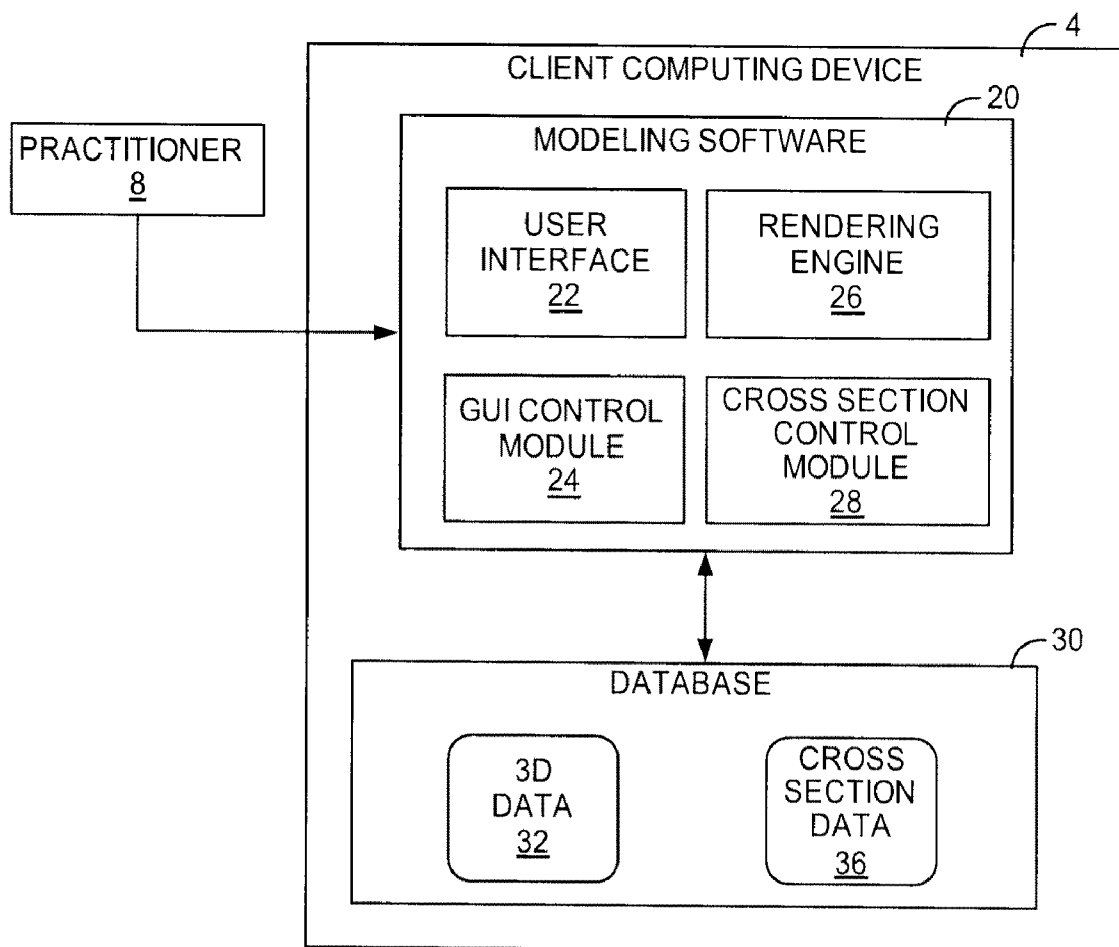 4
CLIENT COMPUTING DEVICE
20
PRACTITIONER
8
MODELING SOFTWARE
USER
INTERFACE
22
RENDERING
ENGINE
26
GUI CONTROL
MODULE
24
CROSS SECTION
CONTROL
MODULE
28
30
DATABASE
3D
DATA
32
CROSS
SECTION
DATA
36